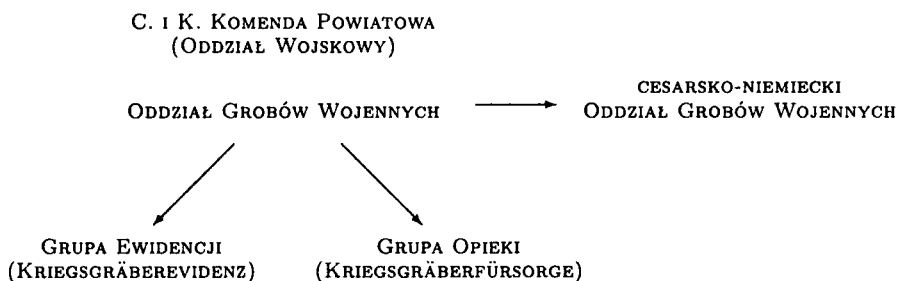 C. I K. KOMENDA POWIATOWA
(ODDZIAŁ WOJSKOWY)
ODDZIAŁ GROBÓW WOJENNYCH
CESARSKO-NIEMIECKI
ODDZIAŁ GROBÓW WOJENNYCH
GRUPA EWIDENCJI
(KRIEGSGRÄBEREVIDENZ)
GRUPA OPIEKI
(KRIEGSGRÄBERFÜRSORGE)